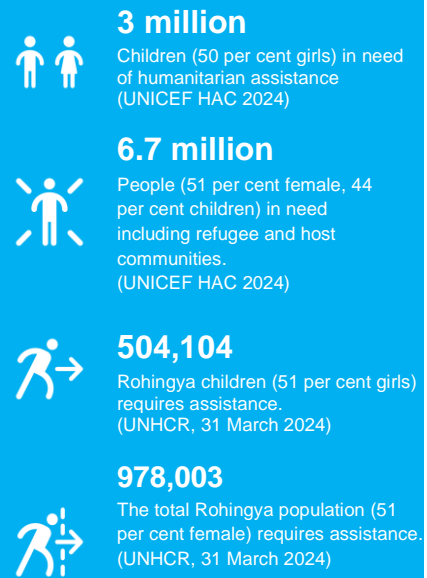 3 million
Children (50 per cent girls) in need
of humanitarian assistance
(UNICEF HAC 2024)
6.7 million
People (51 per cent female, 44
per cent children) in need
including refugee and host
communities.
(UNICEF HAC 2024)
504,104
Rohingya children (51 per cent girls)
requires assistance.
(UNHCR, 31 March 2024)
978,003
The total Rohingya population (51
per cent female) requires assistance.
(UNHCR, 31 March 2024)